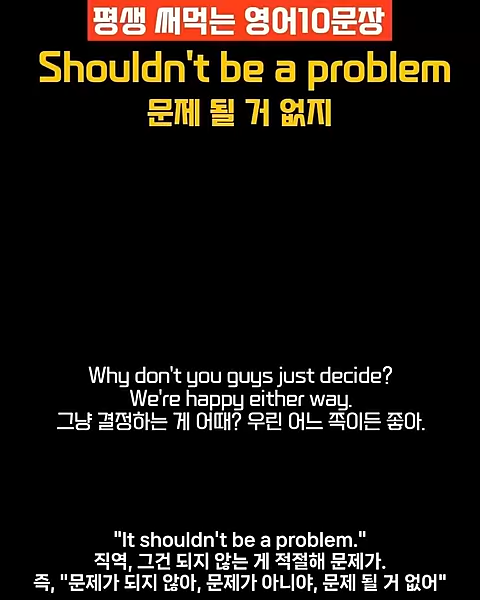 평생 써먹는 영어10문장
Shouldn't be a problem
문제 될 거 없지
Why don't you guys just decide?
We're happy either way.
그냥 결정하는 게 어때? 우린 어느 쪽이든 좋아.
"It shouldn't be a problem."
직역, 그건 되지 않는 게 적절해 문제가.
즉, "문제가 되지 않아, 문제가 아니야, 문제 될 거 없어"